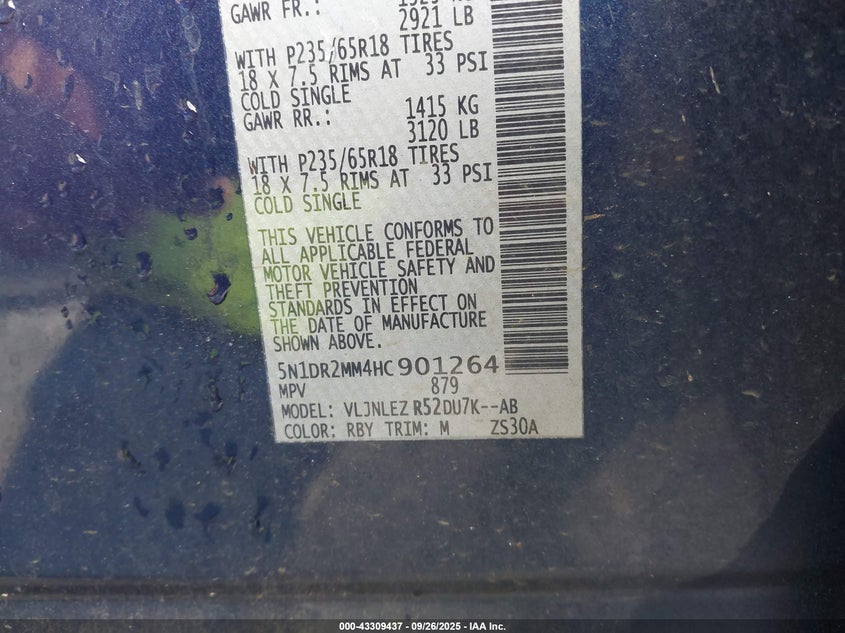 GAWR FR.:
2921 LB
WITH P235/65R18 TIRES
18 X 7.5 RIMS AT 33 PSI
COLD SINGLE
GAWR RR.: 1415 KG
3120 LB
WITH P235/65R18 TIRES
18 X 7.5 RIMS AT 33 PSI
COLD SINGLE
THIS VEHICLE CONFORMS TO
ALL APPLICABLE FEDERAL
MOTOR VEHICLE SAFETY AND
THEFT PREVENTION
STANDARDS IN EFFECT ON
THE DATE OF MANUFACTURE
SHOWN ABOVE.
5N1DR2MM4HC901264
MPV 879
MODEL: VLJNLEZ R52DU7K--AB
COLOR: RBY TRIM: M ZS30A
000-43309437 - 09/26/2025 - IAA Inc.